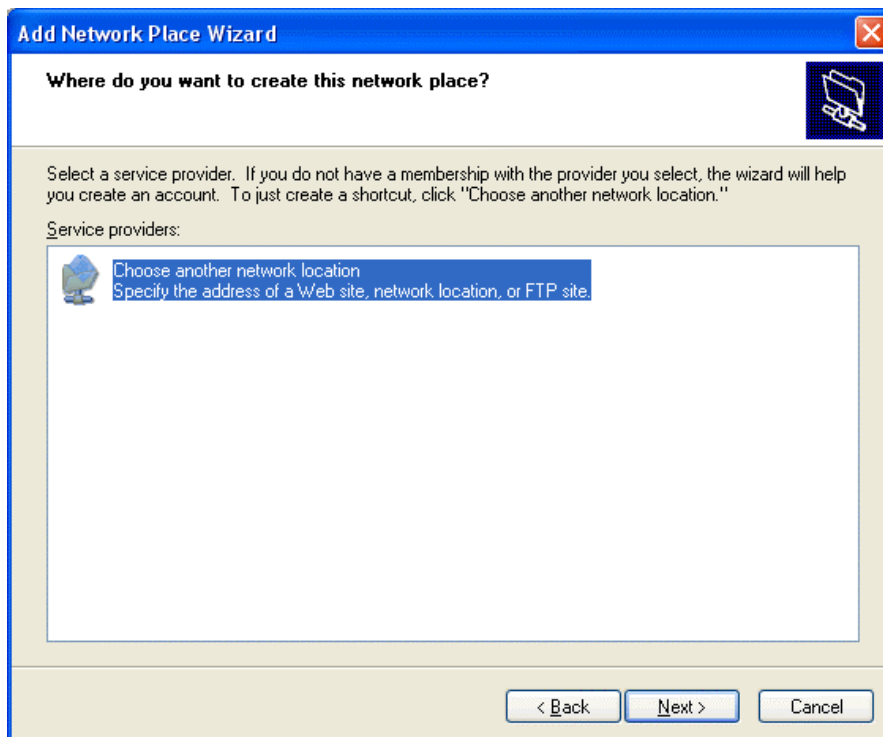 Add Network Place Wizard
Where do you want to create this network place?
Select a service provider. If you do not have a membership with the provider you select, the wizard will help
you create an account. To just create a shortcut, click "Choose another network location."
Service providers:
Choose another network location
Specify the address of a Web site, network location, or FTP site.
< Back
Next >
Cancel